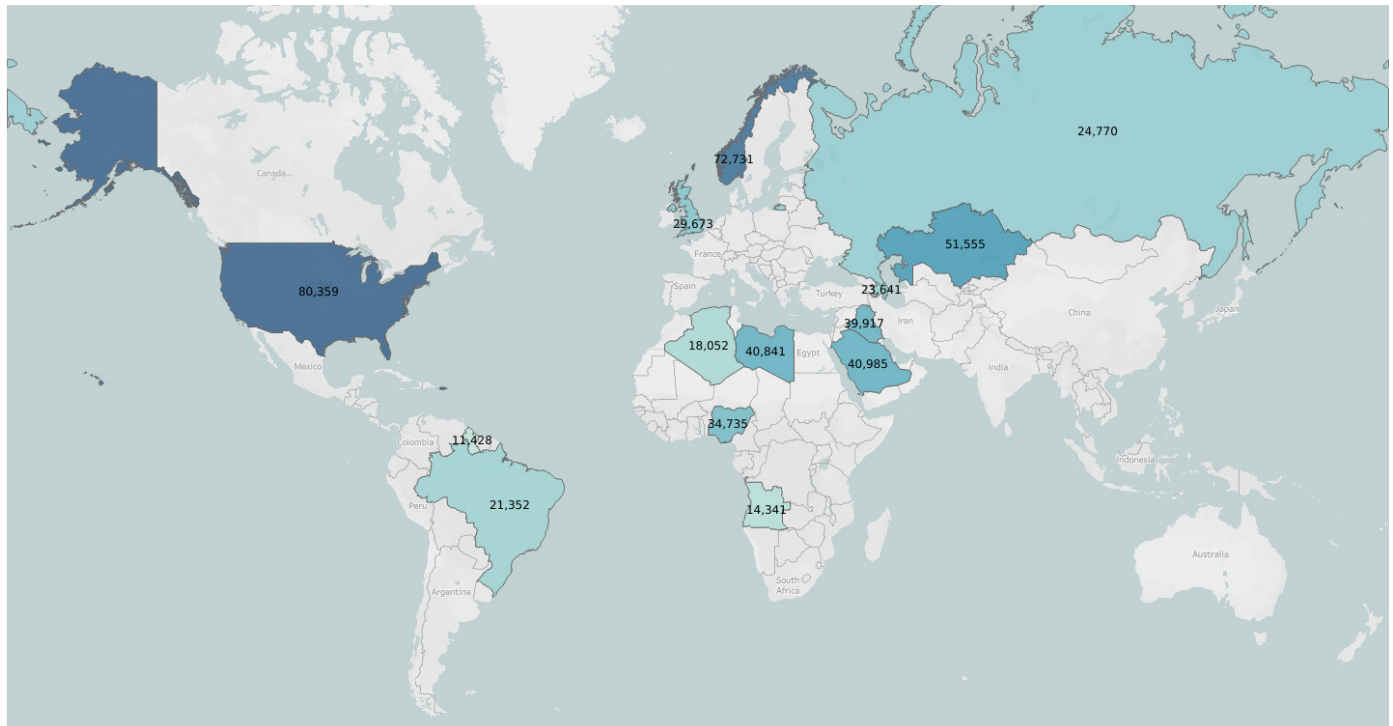 24,770
72,731
Canada
29,673
51,555
France
80,359
23,641
Spain
Turkey
Japan
China
39,917
Iran
18,052
40,841
Egypt
40,985
Mexico
India
34,735
11,428
Colombia
Indonesia
21,352
Peru
14,341
Australia
South
Africa
Argentina